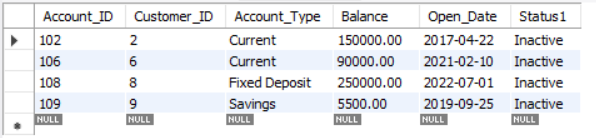 Account_ID Customer_ID Account_Type Balance Open_Date Status1
102 2 Current 150000.00 2017-04-22 Inactive
106 6 Current 90000.00 2021-02-10 Inactive
108 8 Fixed Deposit 250000.00 2022-07-01 Inactive
109 9 Savings 5500.00 2019-09-25 Inactive
NULL NULL NULL NULL NULL NULL